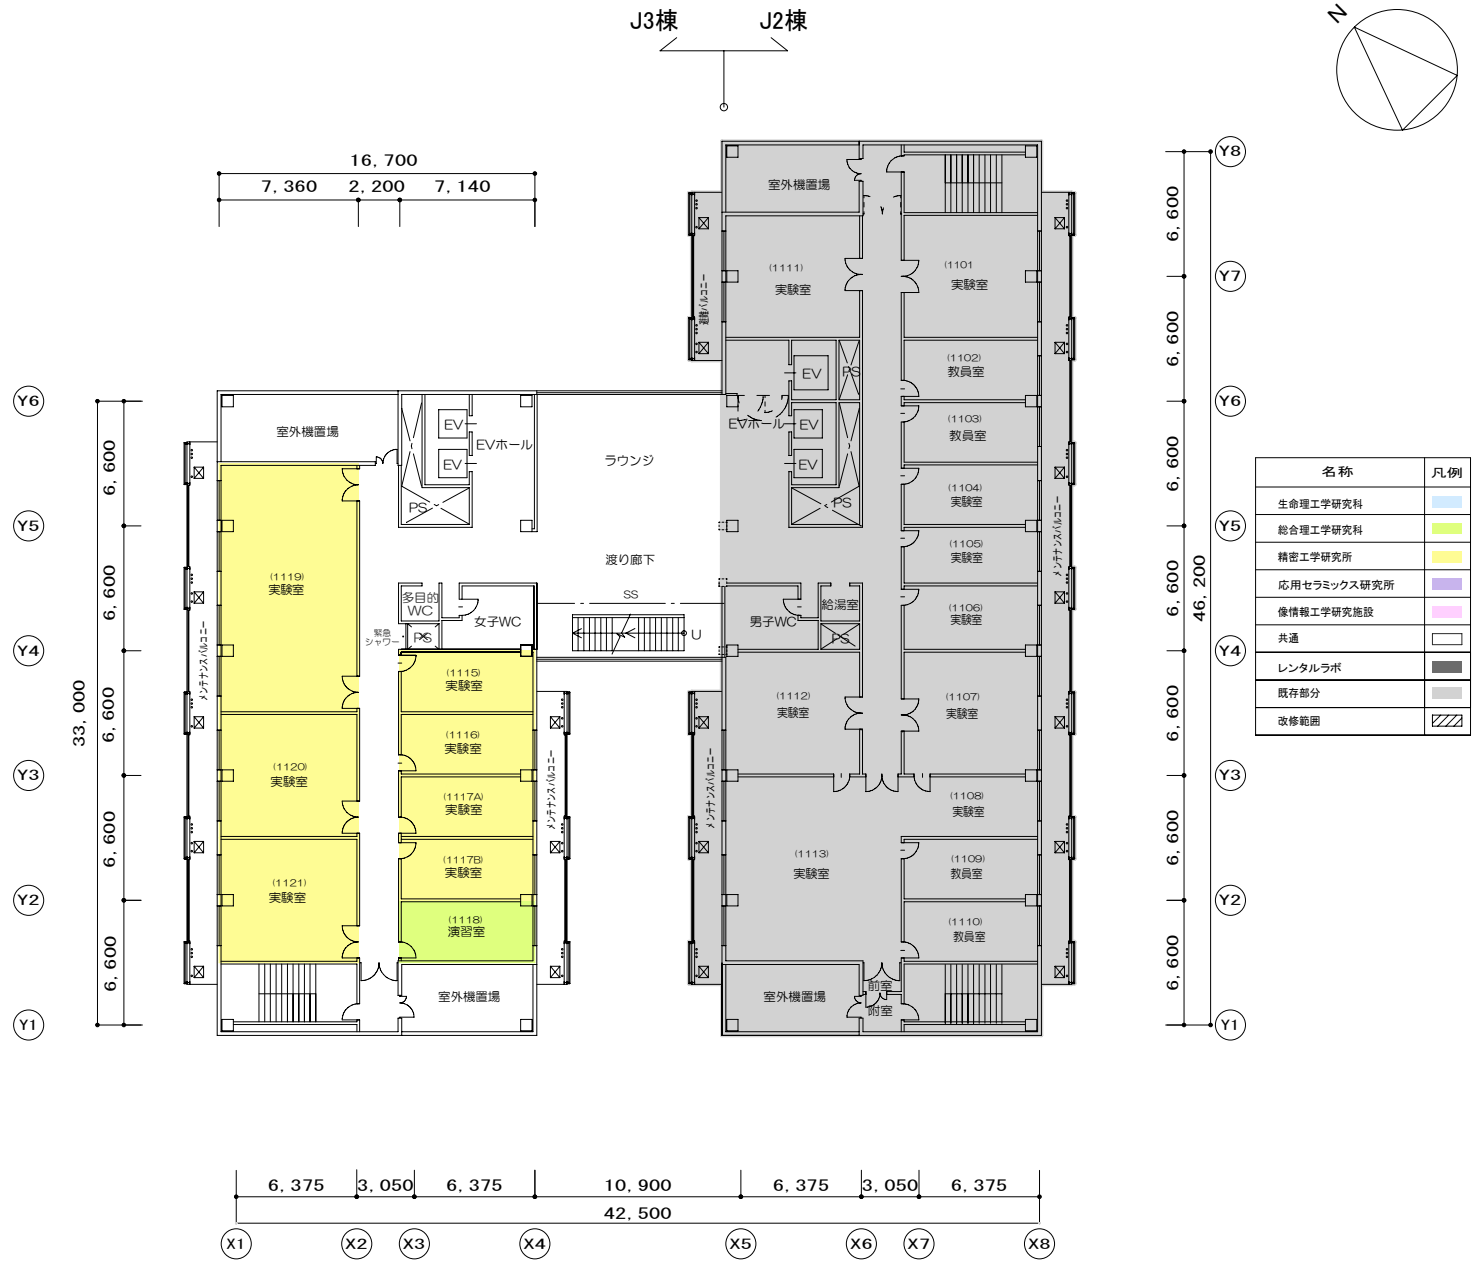 J3棟 J2棟
N
16,700
7,360 2,200 7,140
Y8
室外機置場
6,600
(1111)
実験室
(1101
実験室
避難バルコニー
Y7
6,600
(1102)
教員室
EV
PS
Y6
Y6
室外機置場
EV
EV
EVホール
PS
ラウンジ
EVホール
EV
EV
PS
(1103)
教員室
6,600
6,600
(1104)
実験室
メンテナンスバルコニー
Y5
Y5
(1119)
実験室
渡り廊下
(1105)
実験室
6,600
6,600
46,200
多目的
WC
女子WC
SS
U
男子WC
給湯室
PS
(1106)
実験室
緊急
シャワー
PS
メンテナンスバルコニー
Y4
Y4
33,000
6,600
(1115)
実験室
(1112)
実験室
(1107)
実験室
6,600
(1116)
実験室
(1120)
実験室
メンテナンスバルコニー
メンテナンスバルコニー
Y3
Y3
(1117A)
実験室
(1108)
実験室
6,600
6,600
(1117B)
実験室
(1113)
実験室
(1109)
教員室
(1121)
実験室
Y2
Y2
(1118)
演習室
(1110)
教員室
6,600
6,600
室外機置場
室外機置場
前室
附室
Y1
Y1
名称 凡例
生命理工学研究科
総合理工学研究科
精密工学研究所
応用セラミックス研究所
像情報工学研究施設
共通
レンタルラボ
既存部分
改修範囲
6,375 3,050 6,375 10,900 6,375 3,050 6,375
42,500
X1 X2 X3 X4 X5 X6 X7 X8